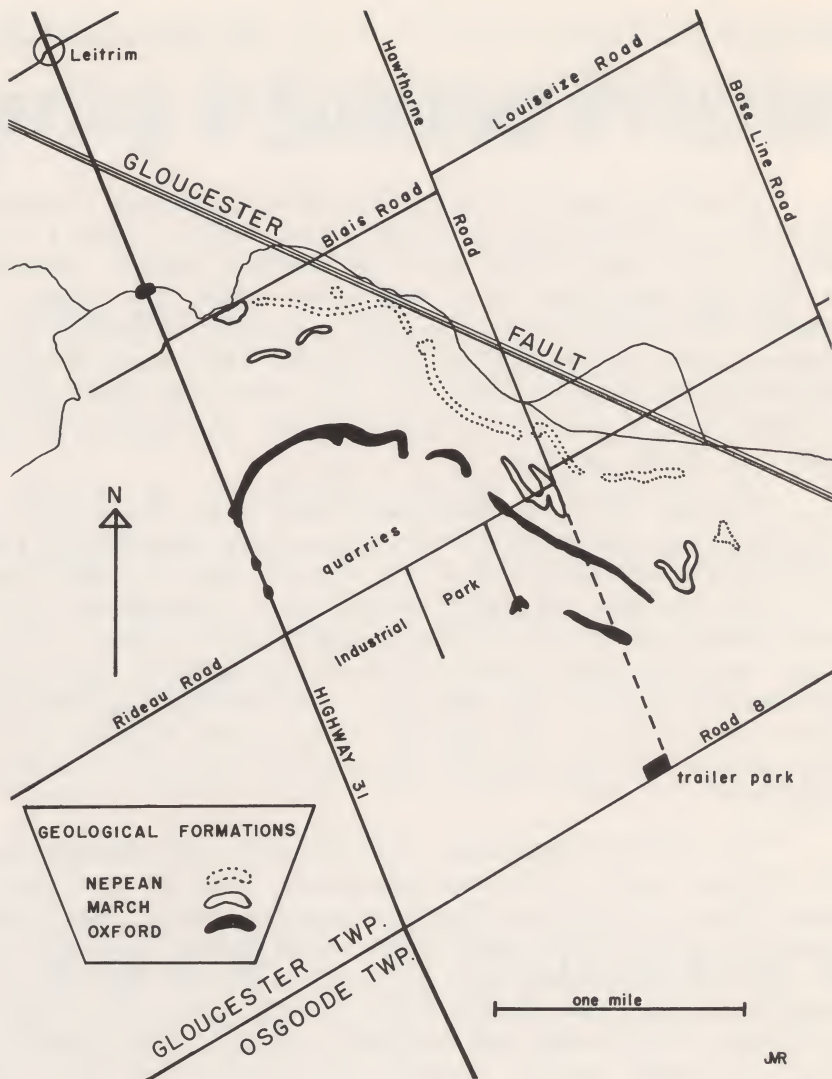 Leitrim
Hawthorne
Road
Louiseize Road
Base Line Road
GLOUCESTER
FAULT
Blais Road
N
quarries
Industrial Park
Rideau Road
HIGHWAY 31
Road 8
trailer park
GEOLOGICAL FORMATIONS
NEPEAN
MARCH
OXFORD
GLOUCESTER TWP.
OSGOODE TWP.
one mile
JMR